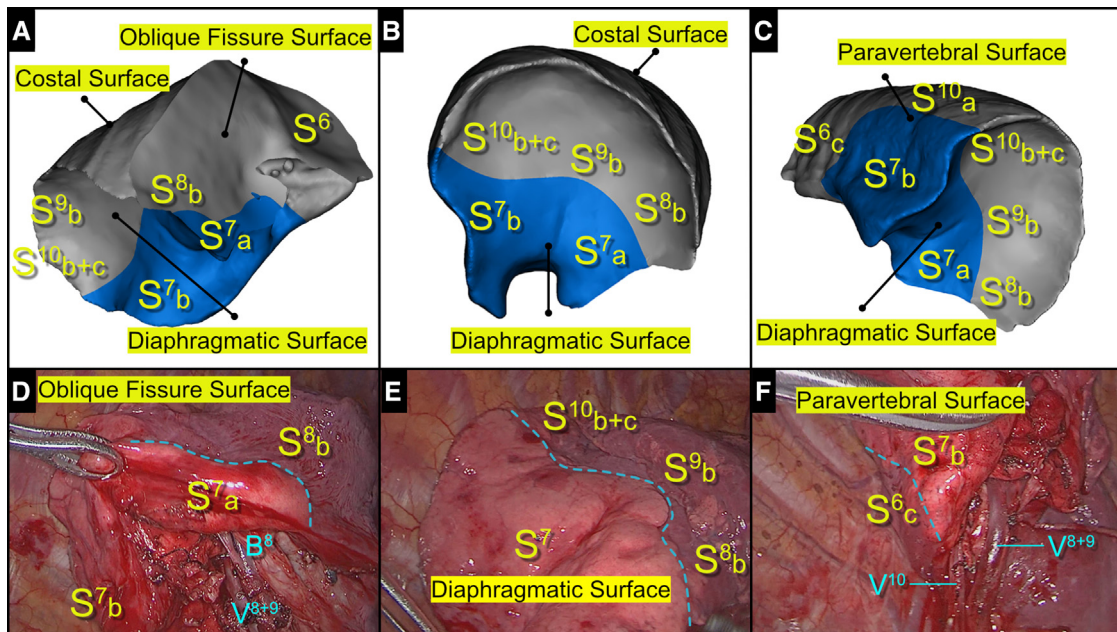 A
Oblique Fissure Surface
Costal Surface
S⁶
S⁸b
S⁹b
S⁷a
S¹⁰b+c
S⁷b
Diaphragmatic Surface
B
Costal Surface
S¹⁰b+c
S⁹b
S⁷b
S⁸b
S⁷a
Diaphragmatic Surface
C
Paravertebral Surface
S¹⁰a
S⁶c
S¹⁰b+c
S⁷b
S⁹b
S⁷a
S⁸b
Diaphragmatic Surface
D
Oblique Fissure Surface
S⁸b
S⁷a
B⁸
S⁷b
V⁸⁺⁹
E
S¹⁰b+c
S⁹b
S⁷
S⁸b
Diaphragmatic Surface
F
Paravertebral Surface
S⁷b
S⁶c
V⁸⁺⁹
V¹⁰